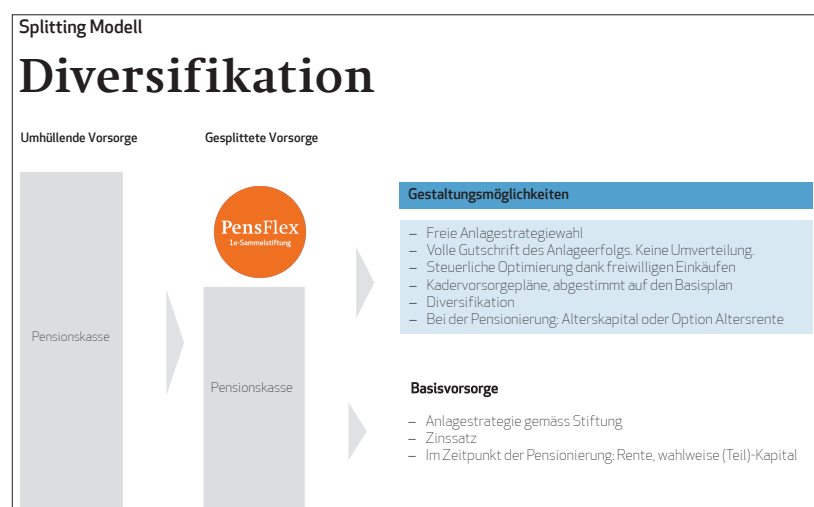 Splitting Modell
Diversifikation
Umhüllende Vorsorge
Gesplittete Vorsorge
Pensionskasse
PensFlex
1e-Sammelstiftung
Pensionskasse
Gestaltungsmöglichkeiten
– Freie Anlagestrategiewahl
– Volle Gutschrift des Anlageerfolgs. Keine Umverteilung.
– Steuerliche Optimierung dank freiwilligen Einkäufen
– Kadervorsorgepläne, abgestimmt auf den Basisplan
– Diversifikation
– Bei der Pensionierung: Alterskapital oder Option Altersrente
Basisvorsorge
– Anlagestrategie gemäss Stiftung
– Zinssatz
– Im Zeitpunkt der Pensionierung: Rente, wahlweise (Teil)-Kapital